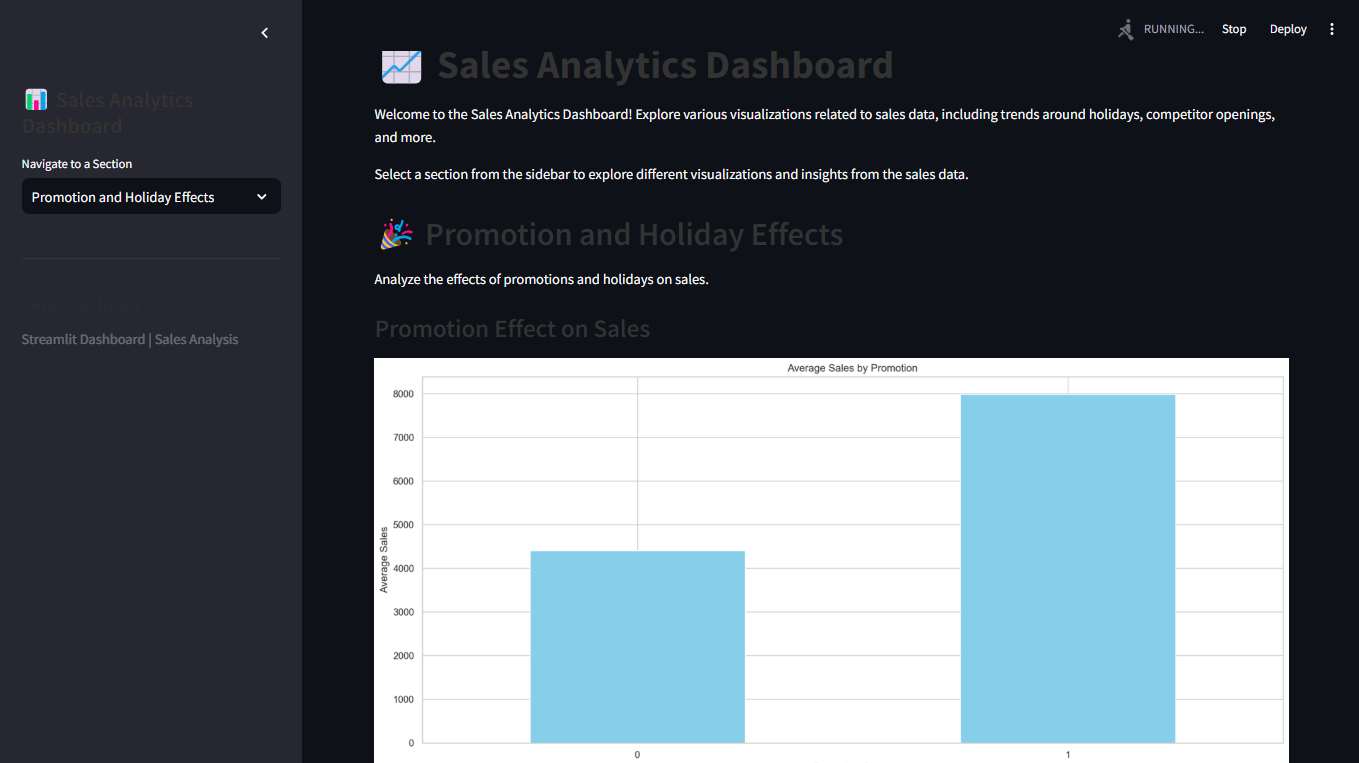 RUNNING...
Stop
Deploy
Sales Analytics
Dashboard
Navigate to a Section
Promotion and Holiday Effects
Streamlit Dashboard | Sales Analysis
Sales Analytics Dashboard
Welcome to the Sales Analytics Dashboard! Explore various visualizations related to sales data, including trends around holidays, competitor openings,
and more.
Select a section from the sidebar to explore different visualizations and insights from the sales data.
Promotion and Holiday Effects
Analyze the effects of promotions and holidays on sales.
Promotion Effect on Sales
Average Sales by Promotion
Average Sales
8000
7000
6000
5000
4000
3000
2000
1000
0
0
1